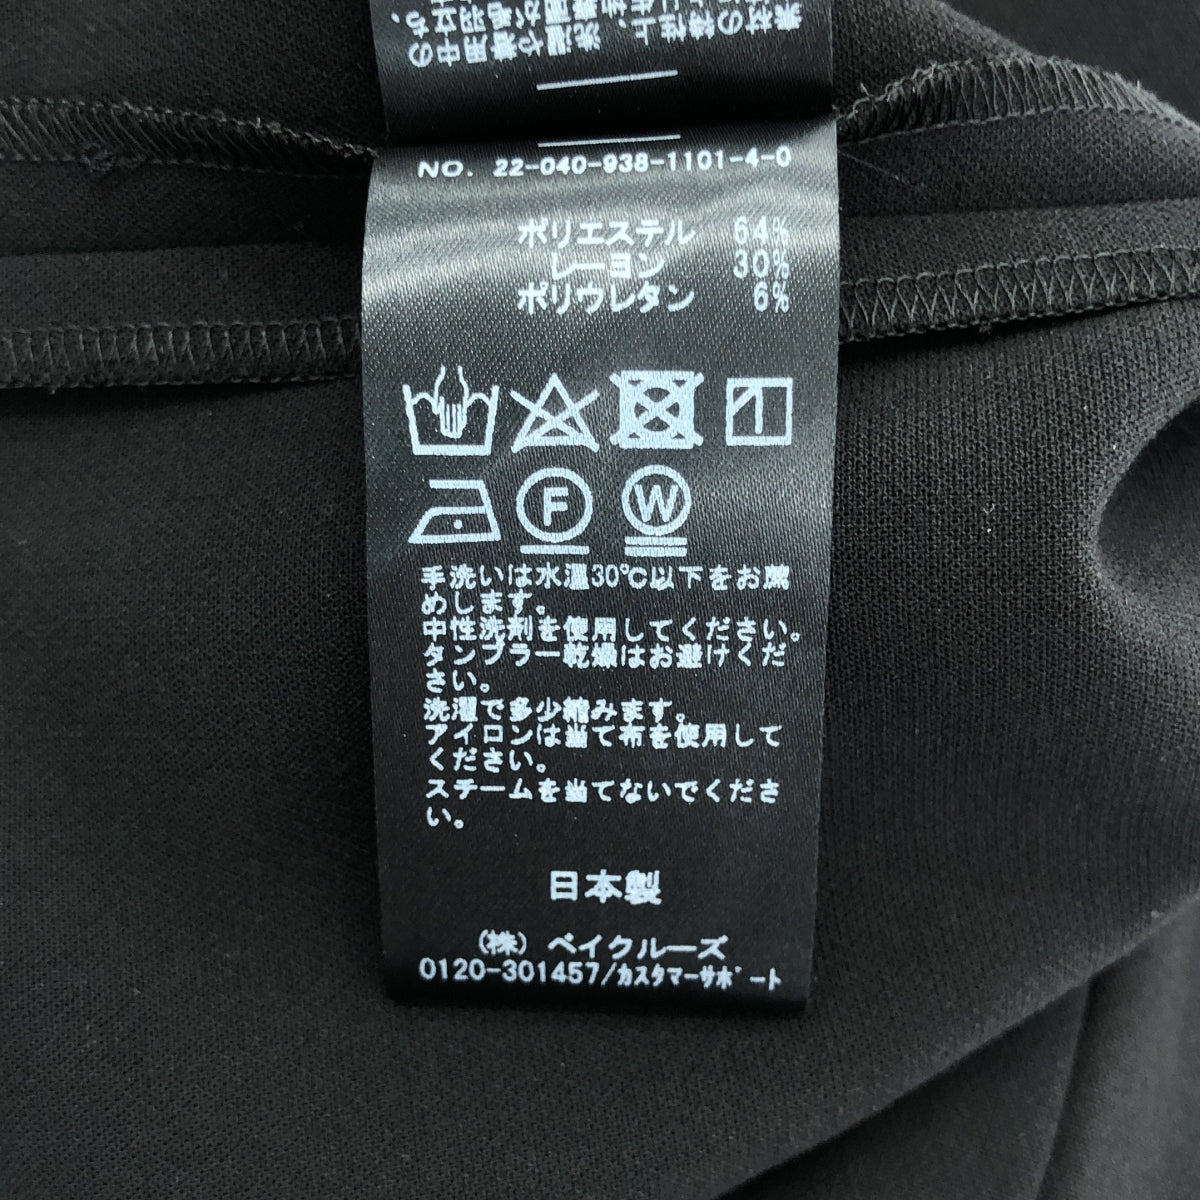 NO. 22-040-938-1101-4-0
ポリエステル 64%
レーヨン 30%
ポリウレタン 6%
F W
手洗いは水温30℃以下をお薦
めします。
中性洗剤を使用してください。
タンブラー乾燥はお避けくだ
さい。
洗濯で多少縮みます。
アイロンは当て布を使用して
ください。
スチームを当てないでくださ
い。
日本製
(株) ベイクルーズ
0120-301457/カスタマーサポート